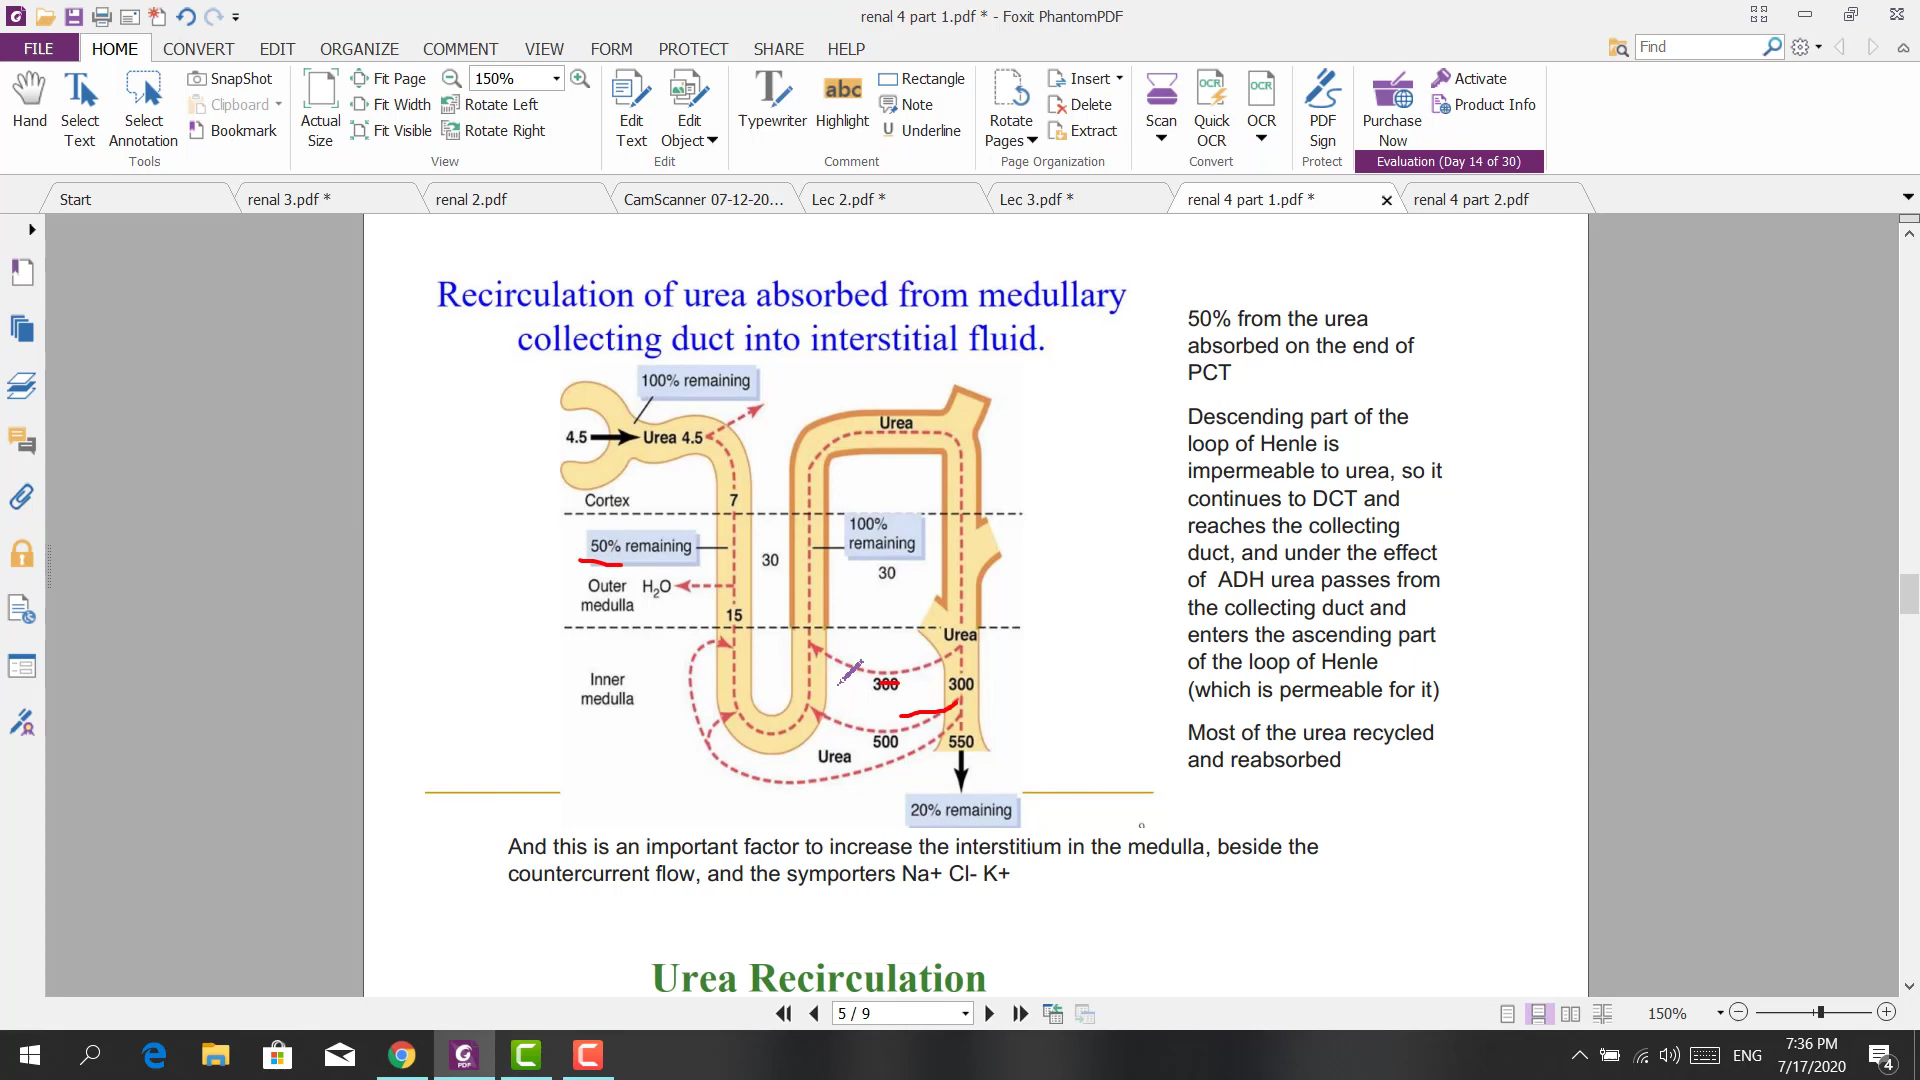 renal 4 part 1.pdf * - Foxit PhantomPDF
FILE HOME CONVERT EDIT ORGANIZE COMMENT VIEW FORM PROTECT SHARE HELP
Find
Hand
Select Text
Select Annotation
SnapShot
Clipboard
Bookmark
Tools
Actual Size
Fit Page
Fit Width
Fit Visible
150%
Rotate Left
Rotate Right
View
Edit Text
Edit Object
Edit
Typewriter
Highlight
Rectangle
Note
Underline
Comment
Rotate Pages
Insert
Delete
Extract
Page Organization
Scan
Quick OCR
OCR
Convert
PDF Sign
Protect
Purchase Now
Activate
Product Info
Evaluation (Day 14 of 30)
Start
renal 3.pdf *
renal 2.pdf
CamScanner 07-12-20...
Lec 2.pdf *
Lec 3.pdf *
renal 4 part 1.pdf *
renal 4 part 2.pdf
Recirculation of urea absorbed from medullary
collecting duct into interstitial fluid.
100% remaining
4.5
Urea 4.5
Urea
7
Cortex
50% remaining
30
100%
remaining
30
Outer
medulla
H2O
15
Urea
Inner
medulla
300
300
500
550
Urea
20% remaining
9
50% from the urea
absorbed on the end of
PCT
Descending part of the
loop of Henle is
impermeable to urea, so it
continues to DCT and
reaches the collecting
duct, and under the effect
of ADH urea passes from
the collecting duct and
enters the ascending part
of the loop of Henle
(which is permeable for it)
Most of the urea recycled
and reabsorbed
And this is an important factor to increase the interstitium in the medulla, beside the
countercurrent flow, and the symporters Na+ Cl- K+
Urea Recirculation
5 / 9
150%
ENG
7:36 PM
7/17/2020
4